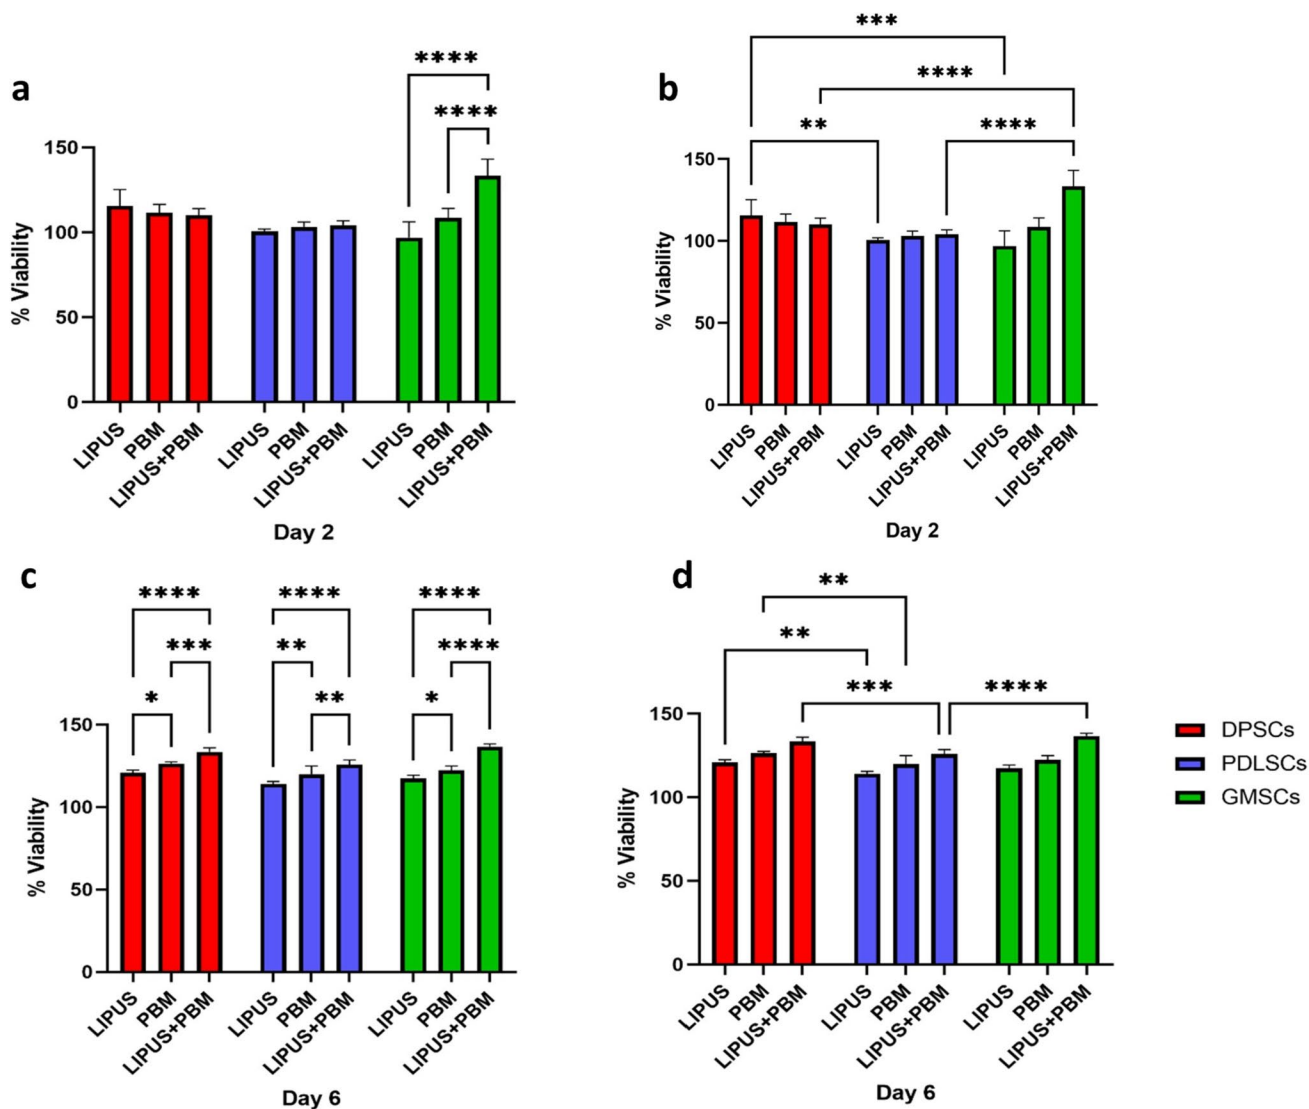 a
****
****
% Viability
150
100
50
0
LIPUS
PBM
LIPUS+PBM
LIPUS
PBM
LIPUS+PBM
LIPUS
PBM
LIPUS+PBM
Day 2
b
***
****
**
****
% Viability
150
100
50
0
LIPUS
PBM
LIPUS+PBM
LIPUS
PBM
LIPUS+PBM
LIPUS
PBM
LIPUS+PBM
Day 2
c
**** **** ****
*** ** ****
* ** *
% Viability
150
100
50
0
LIPUS
PBM
LIPUS+PBM
LIPUS
PBM
LIPUS+PBM
LIPUS
PBM
LIPUS+PBM
Day 6
d
**
**
*** ****
% Viability
150
100
50
0
LIPUS
PBM
LIPUS+PBM
LIPUS
PBM
LIPUS+PBM
LIPUS
PBM
LIPUS+PBM
Day 6
DPSCs
PDLSCs
GMSCs